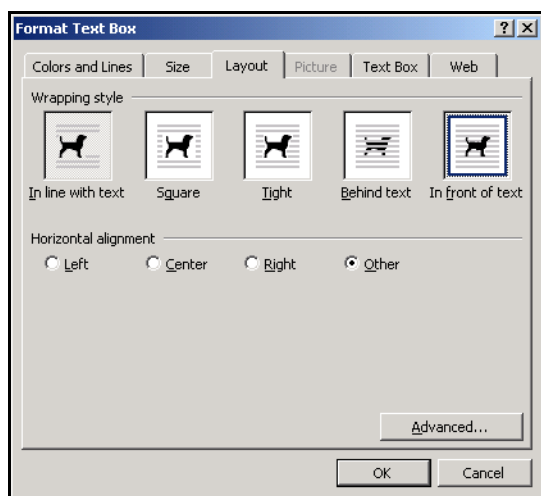 Format Text Box
? X
Colors and Lines Size Layout Picture Text Box Web
Wrapping style
In line with text Square Tight Behind text In front of text
Horizontal alignment
Left Center Right Other
Advanced...
OK Cancel